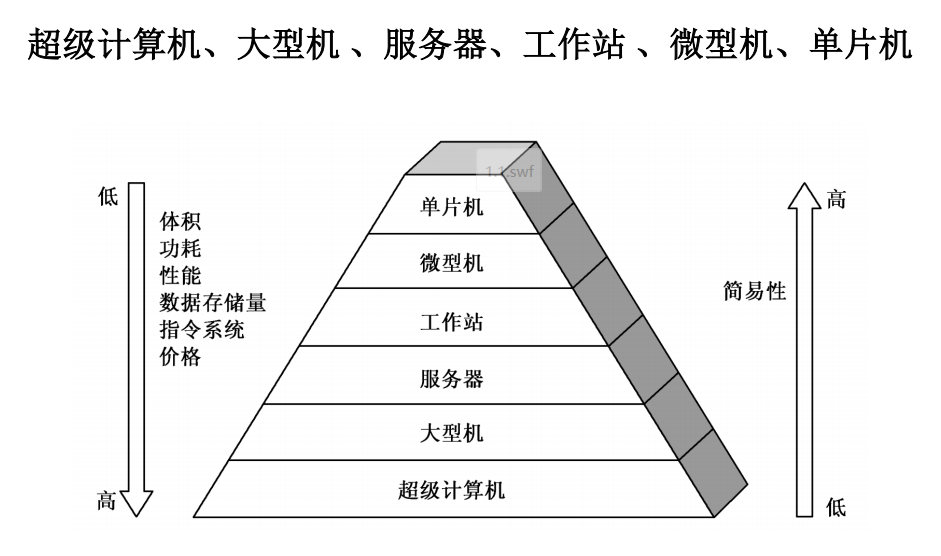 超级计算机、大型机 、服务器、工作站 、微型机、单片机
1.1.swf
低
体积
功耗
性能
数据存储量
指令系统
价格
高
单片机
微型机
工作站
服务器
大型机
超级计算机
高
简易性
低